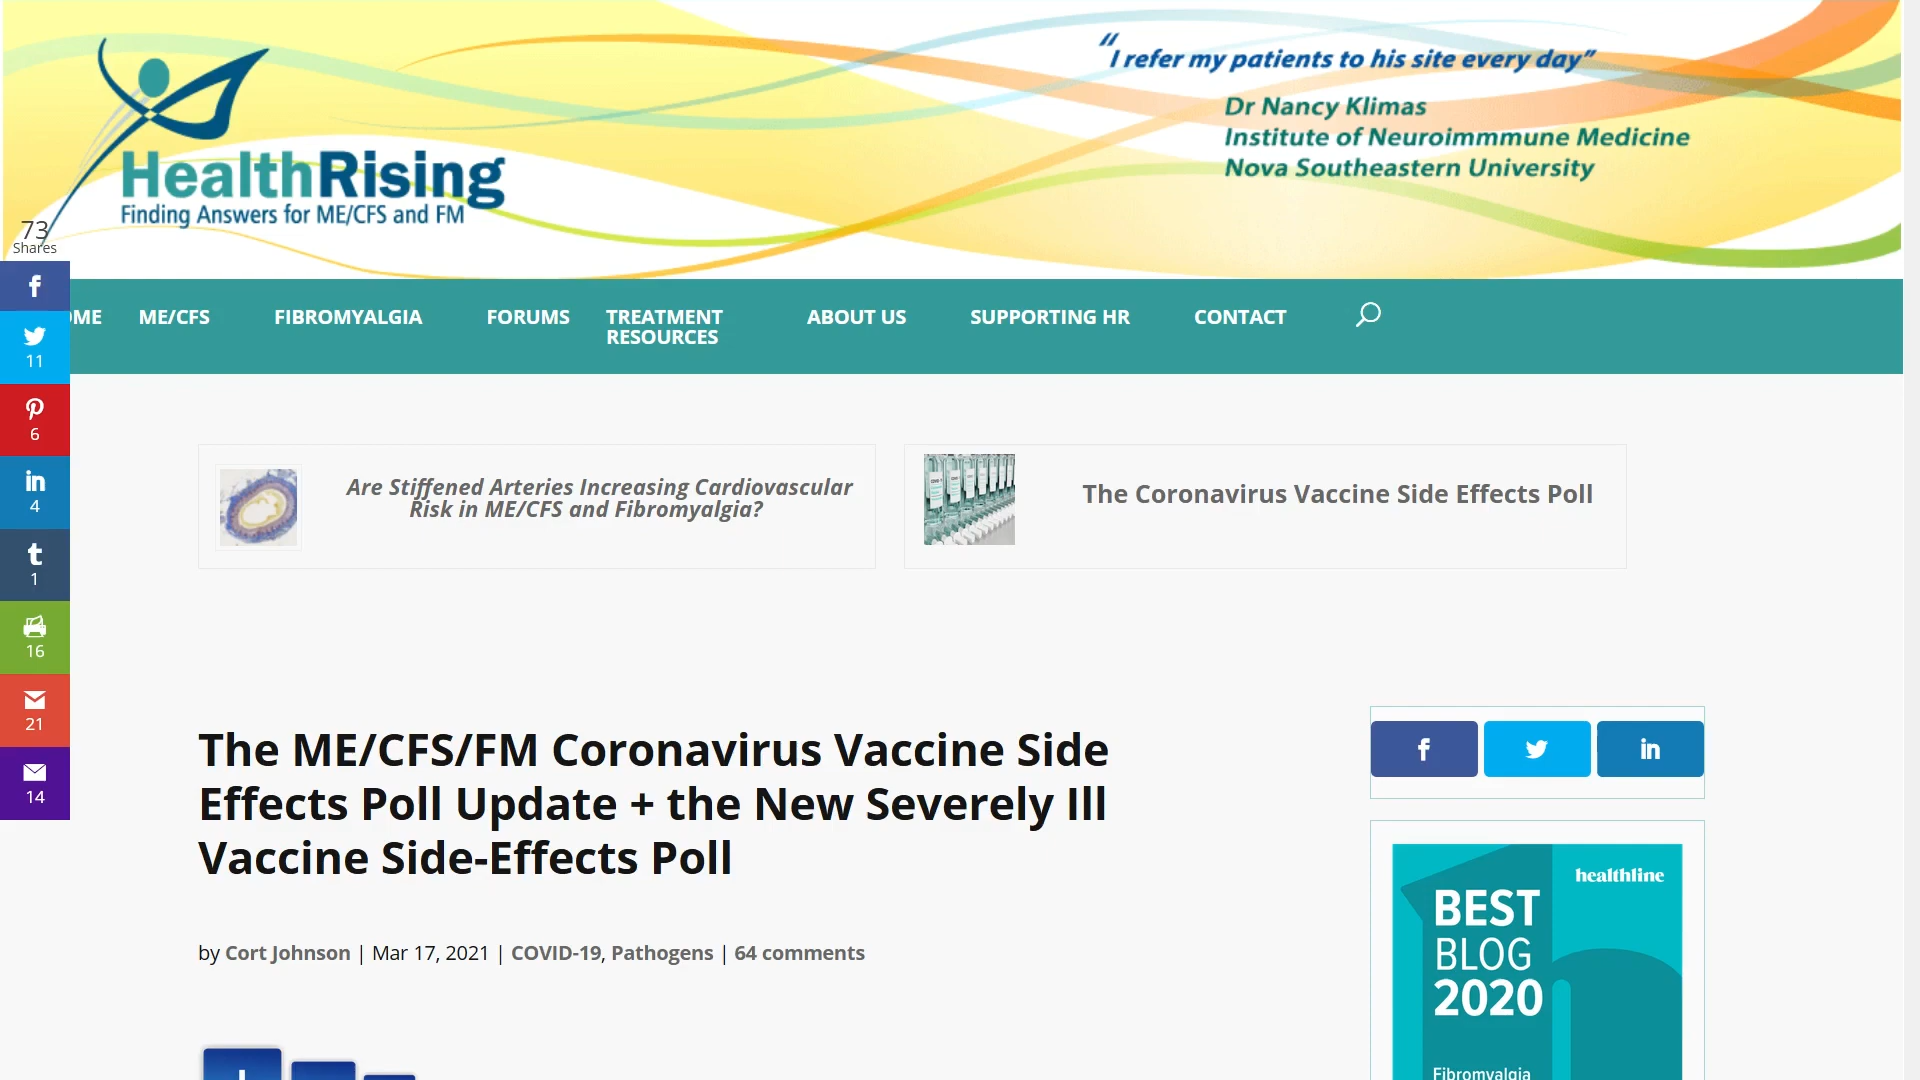 "I refer my patients to his site every day"
Dr Nancy Klimas
Institute of Neuroimmmune Medicine
Nova Southeastern University
HealthRising
Finding Answers for ME/CFS and FM
73
Shares
11
6
4
1
16
21
14
OME
ME/CFS
FIBROMYALGIA
FORUMS
TREATMENT
RESOURCES
ABOUT US
SUPPORTING HR
CONTACT
Are Stiffened Arteries Increasing Cardiovascular
Risk in ME/CFS and Fibromyalgia?
The Coronavirus Vaccine Side Effects Poll
The ME/CFS/FM Coronavirus Vaccine Side
Effects Poll Update + the New Severely Ill
Vaccine Side-Effects Poll
by Cort Johnson | Mar 17, 2021 | COVID-19, Pathogens | 64 comments
healthline
BEST
BLOG
2020
Fibromyalgia